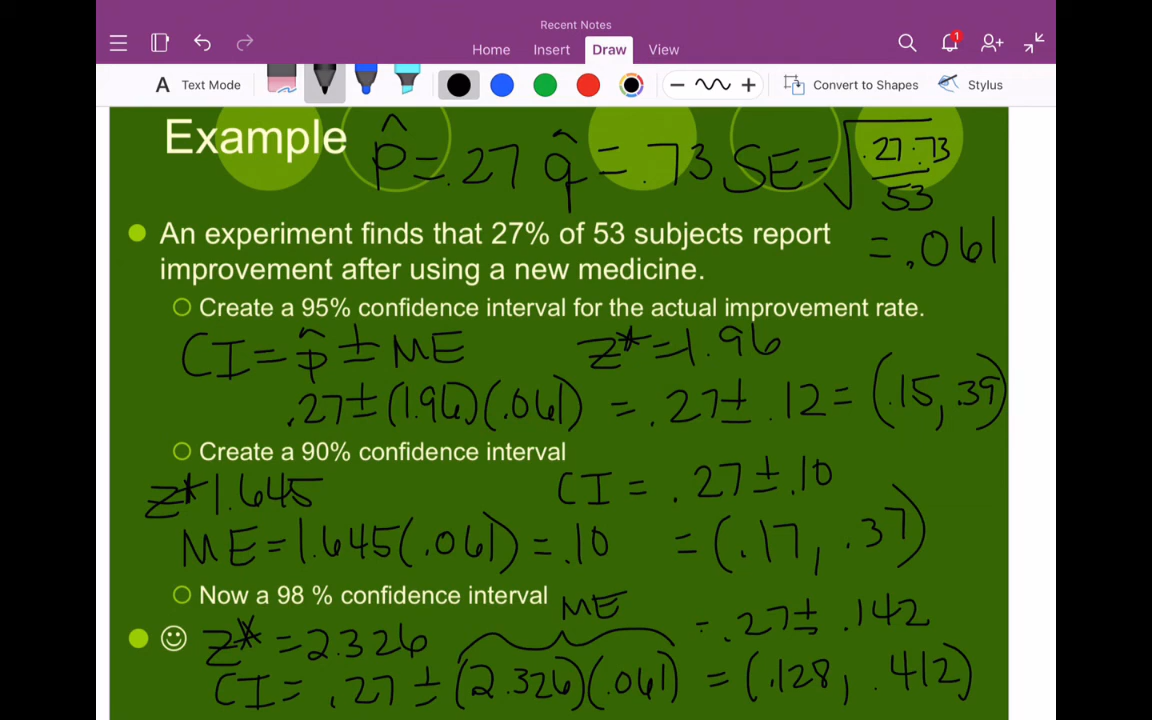 Recent Notes
Home Insert Draw View
1
A Text Mode
Convert to Shapes
Stylus
Example p̂ = .27 q̂ = .73 SE = √(.27 · .73 / 53)
= .061
An experiment finds that 27% of 53 subjects report
improvement after using a new medicine.
Create a 95% confidence interval for the actual improvement rate.
CI = p̂ ± ME z* = 1.96
.27 ± (1.96)(.061) = .27 ± .12 = (.15, .39)
Create a 90% confidence interval
z* 1.645 CI = .27 ± .10
ME = 1.645(.061) = .10 = (.17, .37)
Now a 98 % confidence interval
ME = .27 ± .142
☺ z* = 2.326
CI = .27 ± (2.326)(.061) = (.128, .412)